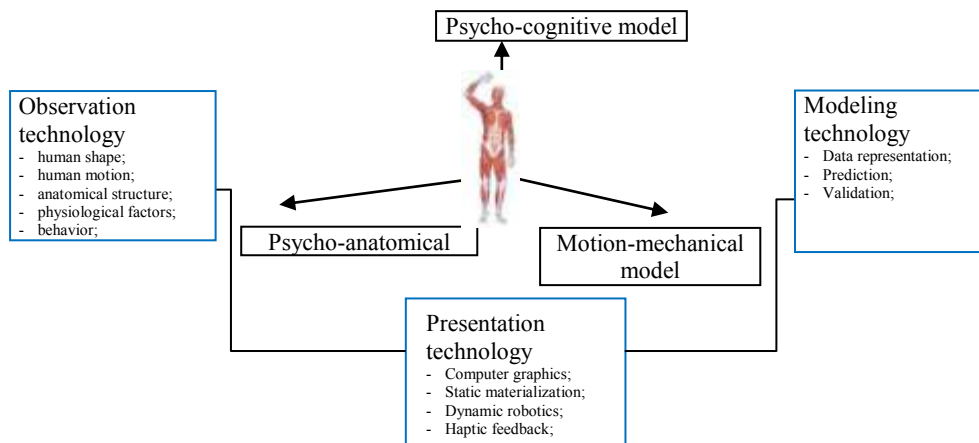 Psycho-cognitive model
Observation
technology
- human shape;
- human motion;
- anatomical structure;
- physiological factors;
- behavior;
Modeling
technology
- Data representation;
- Prediction;
- Validation;
Psycho-anatomical
Motion-mechanical
model
Presentation
technology
- Computer graphics;
- Static materialization;
- Dynamic robotics;
- Haptic feedback;